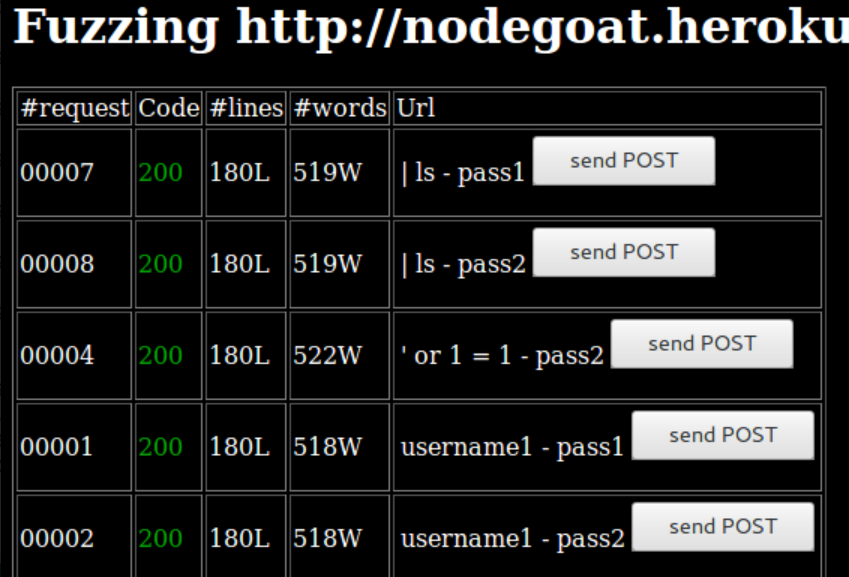 Fuzzing http://nodegoat.heroku
#request Code #lines #words Url
00007 200 180L 519W | ls - pass1 send POST
00008 200 180L 519W | ls - pass2 send POST
00004 200 180L 522W ' or 1 = 1 - pass2 send POST
00001 200 180L 518W username1 - pass1 send POST
00002 200 180L 518W username1 - pass2 send POST